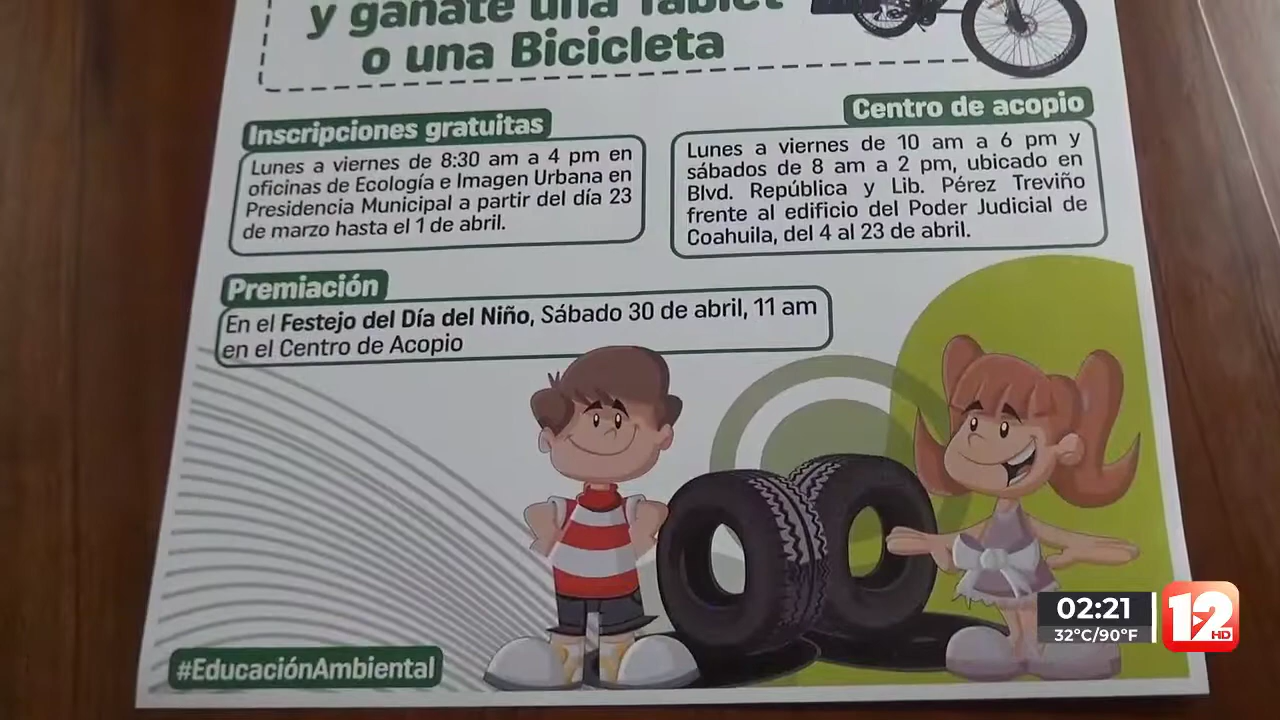 y gánate una Tablet
o una Bicicleta
Inscripciones gratuitas
Lunes a viernes de 8:30 am a 4 pm en
oficinas de Ecología e Imagen Urbana en
Presidencia Municipal a partir del día 23
de marzo hasta el 1 de abril.
Centro de acopio
Lunes a viernes de 10 am a 6 pm y
sábados de 8 am a 2 pm, ubicado en
Blvd. República y Lib. Pérez Treviño
frente al edificio del Poder Judicial de
Coahuila, del 4 al 23 de abril.
Premiación
En el Festejo del Día del Niño, Sábado 30 de abril, 11 am
en el Centro de Acopio
#EducaciónAmbiental
02:21
32°C/90°F
12
HD